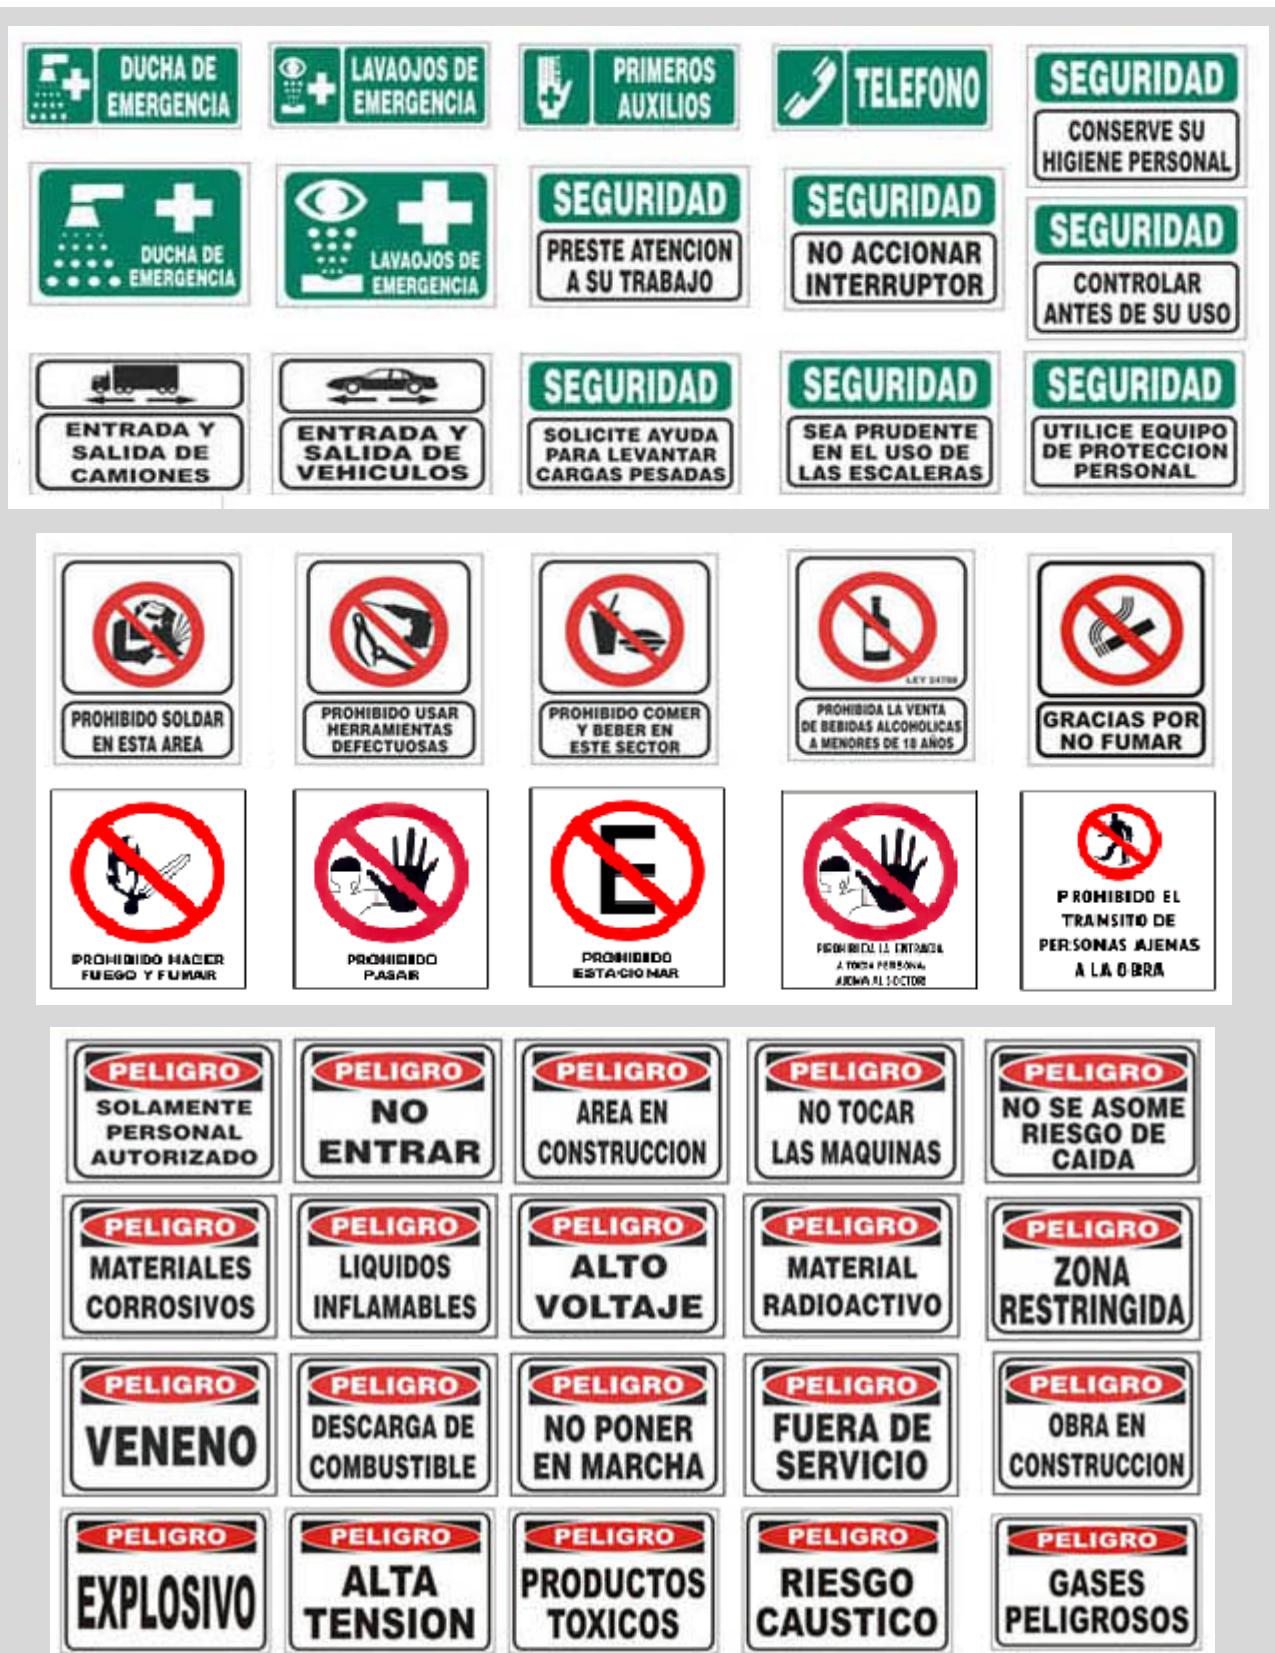 DUCHA DE
EMERGENCIA
LAVAOJOS DE
EMERGENCIA
PRIMEROS
AUXILIOS
TELEFONO
SEGURIDAD
CONSERVE SU
HIGIENE PERSONAL
DUCHA DE
EMERGENCIA
LAVAOJOS DE
EMERGENCIA
SEGURIDAD
PRESTE ATENCION
A SU TRABAJO
SEGURIDAD
NO ACCIONAR
INTERRUPTOR
SEGURIDAD
CONTROLAR
ANTES DE SU USO
ENTRADA Y
SALIDA DE
CAMIONES
ENTRADA Y
SALIDA DE
VEHICULOS
SEGURIDAD
SOLICITE AYUDA
PARA LEVANTAR
CARGAS PESADAS
SEGURIDAD
SEA PRUDENTE
EN EL USO DE
LAS ESCALERAS
SEGURIDAD
UTILICE EQUIPO
DE PROTECCION
PERSONAL
PROHIBIDO SOLDAR
EN ESTA AREA
PROHIBIDO USAR
HERRAMIENTAS
DEFECTUOSAS
PROHIBIDO COMER
Y BEBER EN
ESTE SECTOR
LEY
PROHIBIDA LA VENTA
DE BEBIDAS ALCOHOLICAS
A MENORES DE 18 AÑOS
GRACIAS POR
NO FUMAR
PROHIBIDO HACER
FUEGO Y FUMAR
PROHIBIDO
PASAR
E
PROHIBIDO
ESTACIONAR
PROHIBIDA LA ENTRADA
A TODA PERSONA
AJENA AL SECTOR
PROHIBIDO EL
TRANSITO DE
PERSONAS AJENAS
A LA OBRA
PELIGRO
SOLAMENTE
PERSONAL
AUTORIZADO
PELIGRO
NO
ENTRAR
PELIGRO
AREA EN
CONSTRUCCION
PELIGRO
NO TOCAR
LAS MAQUINAS
PELIGRO
NO SE ASOME
RIESGO DE
CAIDA
PELIGRO
MATERIALES
CORROSIVOS
PELIGRO
LIQUIDOS
INFLAMABLES
PELIGRO
ALTO
VOLTAJE
PELIGRO
MATERIAL
RADIOACTIVO
PELIGRO
ZONA
RESTRINGIDA
PELIGRO
VENENO
PELIGRO
DESCARGA DE
COMBUSTIBLE
PELIGRO
NO PONER
EN MARCHA
PELIGRO
FUERA DE
SERVICIO
PELIGRO
OBRA EN
CONSTRUCCION
PELIGRO
EXPLOSIVO
PELIGRO
ALTA
TENSION
PELIGRO
PRODUCTOS
TOXICOS
PELIGRO
RIESGO
CAUSTICO
PELIGRO
GASES
PELIGROSOS